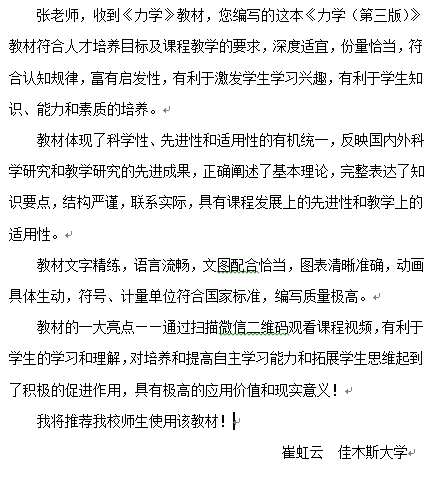 张老师，收到《力学》教材，您编写的这本《力学（第三版）》
教材符合人才培养目标及课程教学的要求，深度适宜，份量恰当，符
合认知规律，富有启发性，有利于激发学生学习兴趣，有利于学生知
识、能力和素质的培养。
教材体现了科学性、先进性和适用性的有机统一，反映国内外科
学研究和教学研究的先进成果，正确阐述了基本理论，完整表达了知
识要点，结构严谨，联系实际，具有课程发展上的先进性和教学上的
适用性。
教材文字精练，语言流畅，文图配合恰当，图表清晰准确，动画
具体生动，符号、计量单位符合国家标准，编写质量极高。
教材的一大亮点－－通过扫描微信二维码观看课程视频，有利于
学生的学习和理解，对培养和提高自主学习能力和拓展学生思维起到
了积极的促进作用，具有极高的应用价值和现实意义！
我将推荐我校师生使用该教材！
崔虹云　佳木斯大学